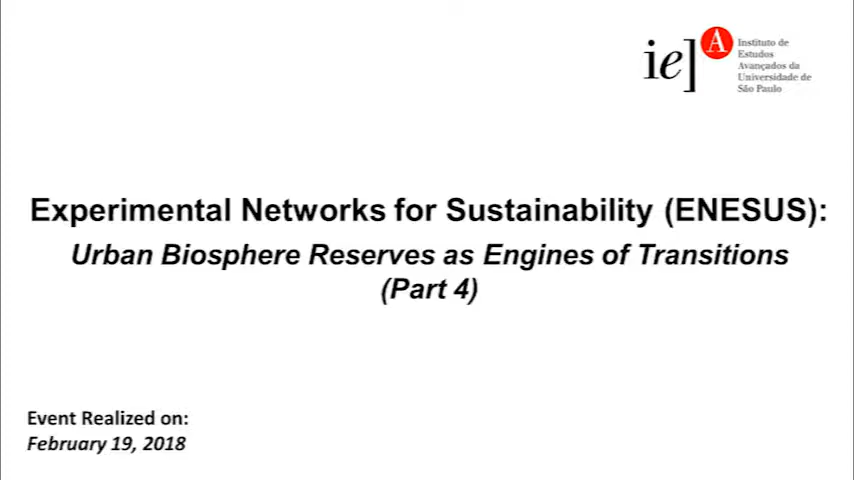 iea]
Instituto de
Estudos
Avançados da
Universidade de
São Paulo
Experimental Networks for Sustainability (ENESUS):
Urban Biosphere Reserves as Engines of Transitions
(Part 4)
Event Realized on:
February 19, 2018